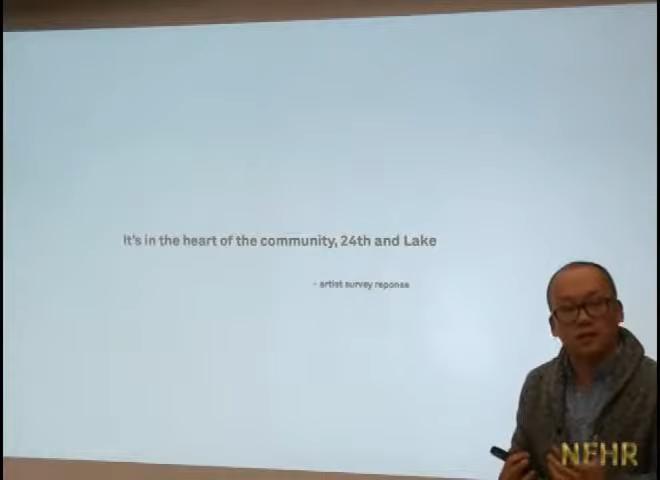 It's in the heart of the community, 24th and Lake
- artist survey reponse
NEHR